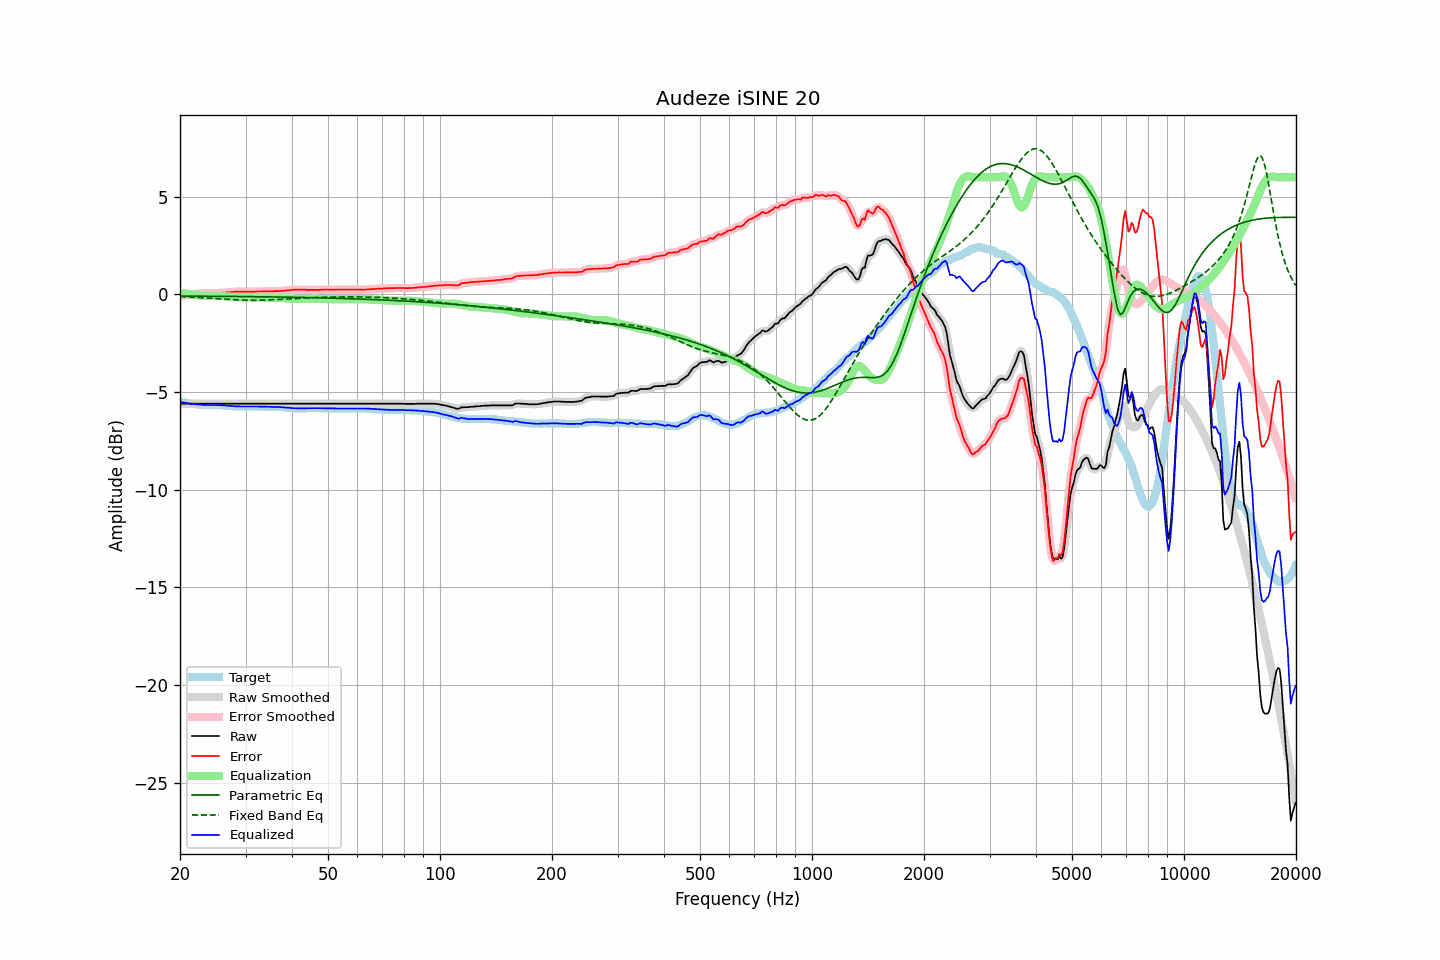 Audeze iSINE 20
Amplitude (dBr)
5
0
−5
−10
−15
−20
−25
Target
Raw Smoothed
Error Smoothed
Raw
Error
Equalization
Parametric Eq
Fixed Band Eq
Equalized
20 50 100 200 500 1000 2000 5000 10000 20000
Frequency (Hz)